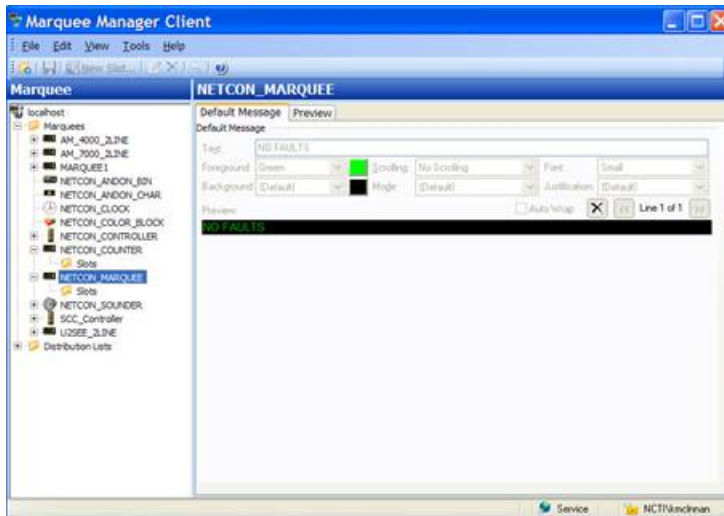 Marquee Manager Client
File Edit View Tools Help
New Slot...
Marquee
NETCON_MARQUEE
localhost
Marquees
AM_4000_2LINE
AM_7000_2LINE
MARQUEE1
NETCON_ANDON_BIN
NETCON_ANDON_CHAR
NETCON_CLOCK
NETCON_COLOR_BLOCK
NETCON_CONTROLLER
NETCON_COUNTER
Slots
NETCON_MARQUEE
Slots
NETCON_SOUNDER
SCC_Controller
U2SEE_2LINE
Distribution Lists
Default Message Preview
Default Message
Text: NO FAULTS
Foreground: Green Scrolling: No Scrolling Font: Small
Background: (Default) Mode: (Default) Justification: (Default)
Preview: Auto Wrap X << Line 1 of 1 >>
NO FAULTS
Service